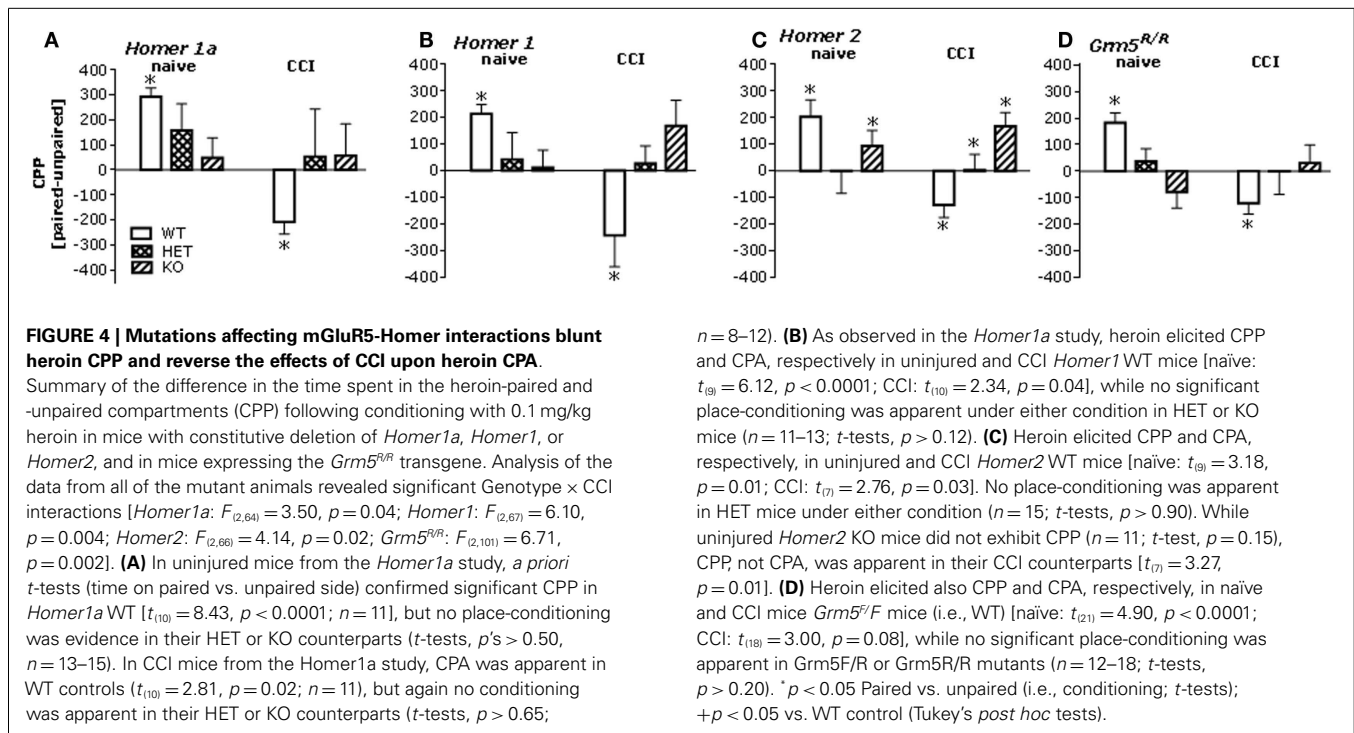 A B C D
Homer 1a Homer 1 Homer 2 Grm5R/R
naive CCI naive CCI naive CCI naive CCI
400 400 400 400
* * * * * * * * * *
300 300 300 300
200 200 200 200
100 100 100 100
0 0 0 0
-100 -100 -100 -100
-200 -200 -200 -200
-300 -300 -300 -300
-400 -400 -400 -400
CPP
[paired-unpaired]
WT
HET
KO
FIGURE 4 | Mutations affecting mGluR5-Homer interactions blunt
heroin CPP and reverse the effects of CCI upon heroin CPA.
Summary of the difference in the time spent in the heroin-paired and
-unpaired compartments (CPP) following conditioning with 0.1 mg/kg
heroin in mice with constitutive deletion of Homer1a, Homer1, or
Homer2, and in mice expressing the Grm5R/R transgene. Analysis of the
data from all of the mutant animals revealed significant Genotype × CCI
interactions [Homer1a: F(2,64) = 3.50, p = 0.04; Homer1: F(2,67) = 6.10,
p = 0.004; Homer2: F(2,66) = 4.14, p = 0.02; Grm5R/R: F(2,101) = 6.71,
p = 0.002]. (A) In uninjured mice from the Homer1a study, a priori
t-tests (time on paired vs. unpaired side) confirmed significant CPP in
Homer1a WT [t(10) = 8.43, p < 0.0001; n = 11], but no place-conditioning
was evidence in their HET or KO counterparts (t-tests, p's > 0.50,
n = 13–15). In CCI mice from the Homer1a study, CPA was apparent in
WT controls (t(10) = 2.81, p = 0.02; n = 11), but again no conditioning
was apparent in their HET or KO counterparts (t-tests, p > 0.65;
n = 8–12). (B) As observed in the Homer1a study, heroin elicited CPP
and CPA, respectively in uninjured and CCI Homer1 WT mice [naïve:
t(9) = 6.12, p < 0.0001; CCI: t(10) = 2.34, p = 0.04], while no significant
place-conditioning was apparent under either condition in HET or KO
mice (n = 11–13; t-tests, p > 0.12). (C) Heroin elicited CPP and CPA,
respectively, in uninjured and CCI Homer2 WT mice [naïve: t(9) = 3.18,
p = 0.01; CCI: t(7) = 2.76, p = 0.03]. No place-conditioning was apparent
in HET mice under either condition (n = 15; t-tests, p > 0.90). While
uninjured Homer2 KO mice did not exhibit CPP (n = 11; t-test, p = 0.15),
CPP, not CPA, was apparent in their CCI counterparts [t(7) = 3.27,
p = 0.01]. (D) Heroin elicited also CPP and CPA, respectively, in naïve
and CCI mice Grm5F/F mice (i.e., WT) [naïve: t(21) = 4.90, p < 0.0001;
CCI: t(18) = 3.00, p = 0.08], while no significant place-conditioning was
apparent in Grm5F/R or Grm5R/R mutants (n = 12–18; t-tests,
p > 0.20). *p < 0.05 Paired vs. unpaired (i.e., conditioning; t-tests);
+p < 0.05 vs. WT control (Tukey's post hoc tests).